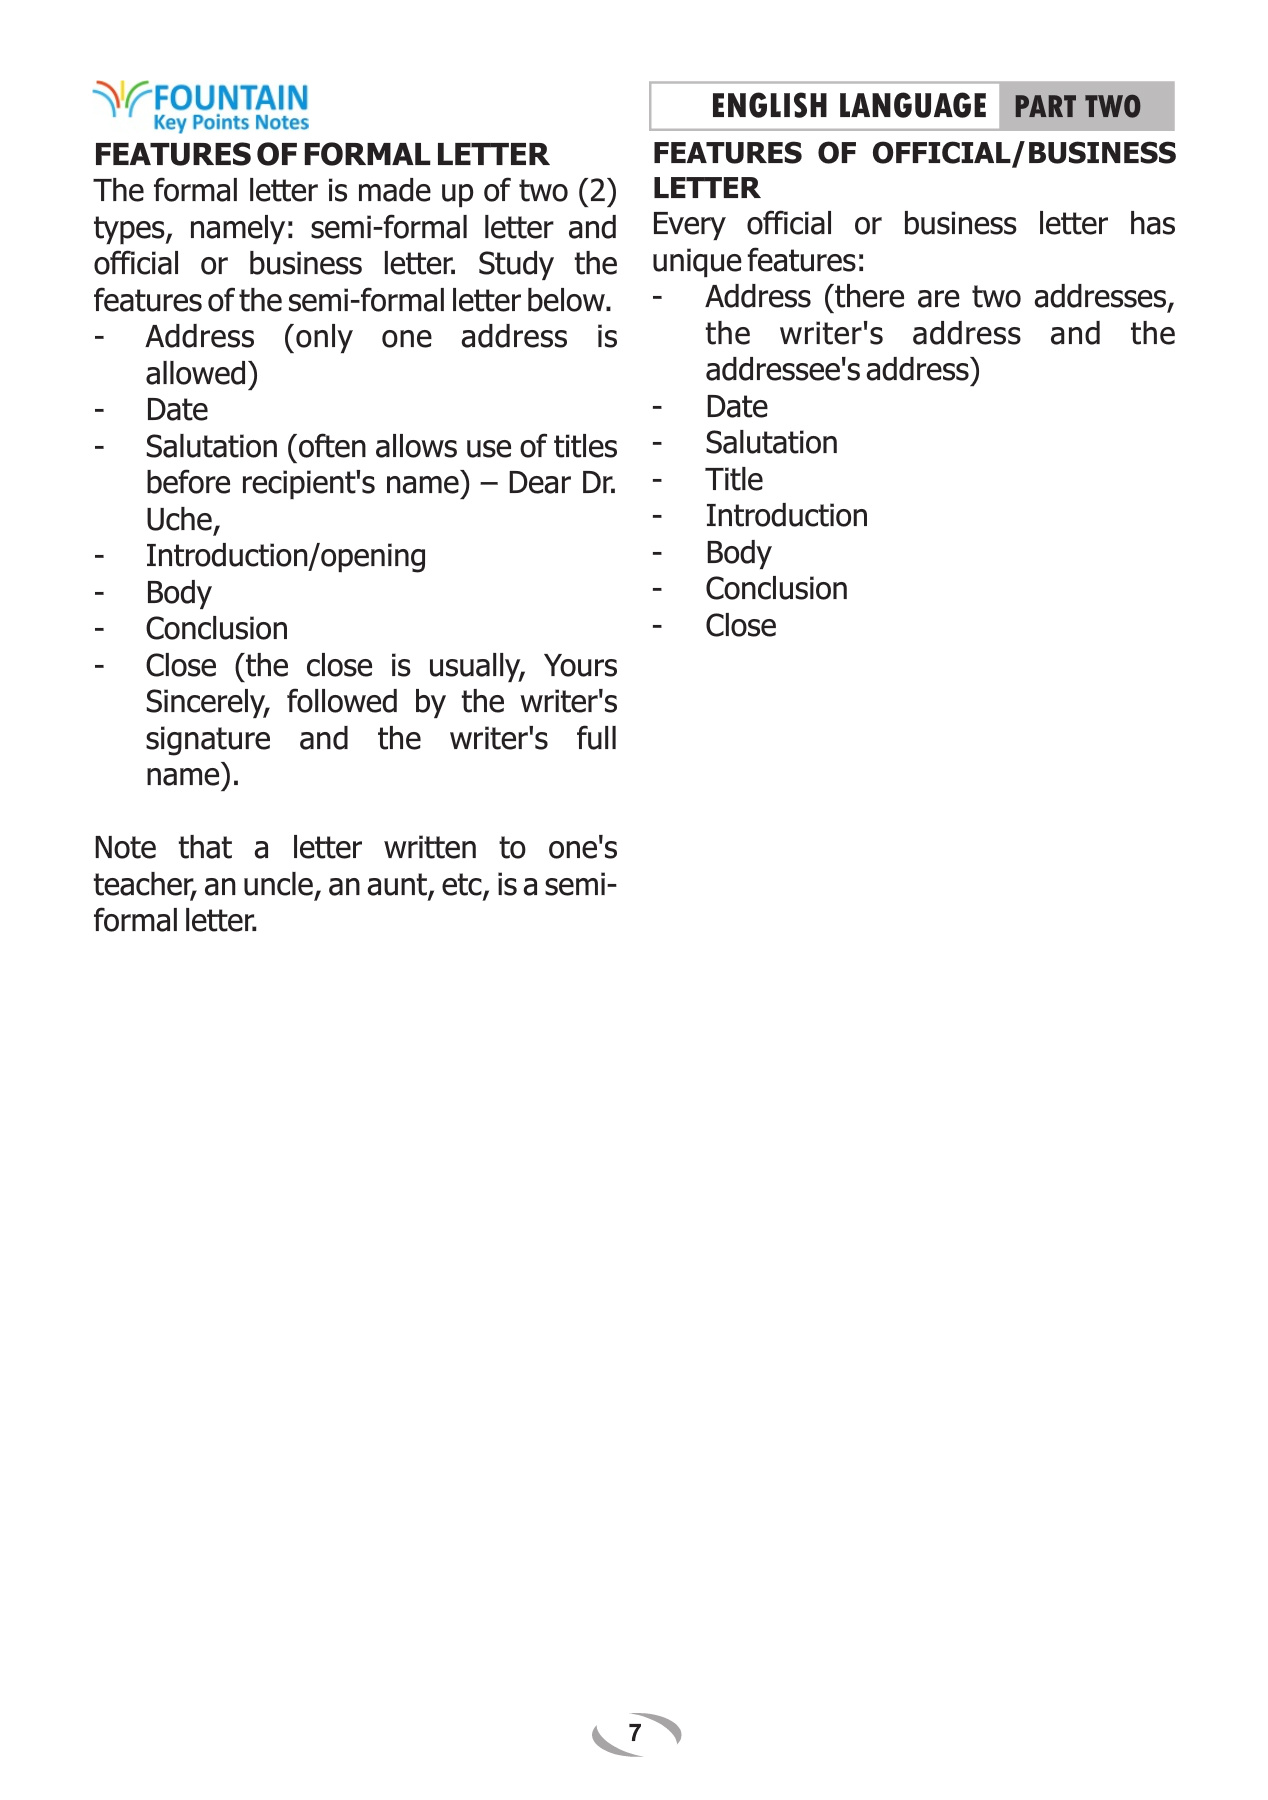 FOUNTAIN
Key Points Notes
ENGLISH LANGUAGE PART TWO
FEATURES OF FORMAL LETTER
The formal letter is made up of two (2)
types, namely: semi-formal letter and
official or business letter. Study the
features of the semi-formal letter below.
- Address (only one address is
allowed)
- Date
- Salutation (often allows use of titles
before recipient's name) – Dear Dr.
Uche,
- Introduction/opening
- Body
- Conclusion
- Close (the close is usually, Yours
Sincerely, followed by the writer's
signature and the writer's full
name).
Note that a letter written to one's
teacher, an uncle, an aunt, etc, is a semi-
formal letter.
FEATURES OF OFFICIAL/BUSINESS
LETTER
Every official or business letter has
unique features:
- Address (there are two addresses,
the writer's address and the
addressee's address)
- Date
- Salutation
- Title
- Introduction
- Body
- Conclusion
- Close
7